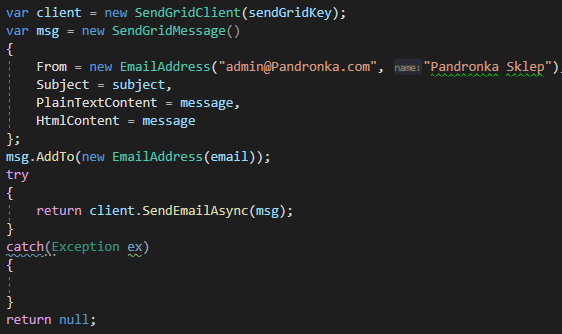 var client = new SendGridClient(sendGridKey);
var msg = new SendGridMessage()
{
    From = new EmailAddress("admin@Pandronka.com", name: "Pandronka Sklep"),
    Subject = subject,
    PlainTextContent = message,
    HtmlContent = message
};
msg.AddTo(new EmailAddress(email));
try
{
    return client.SendEmailAsync(msg);
}
catch(Exception ex)
{
}
return null;